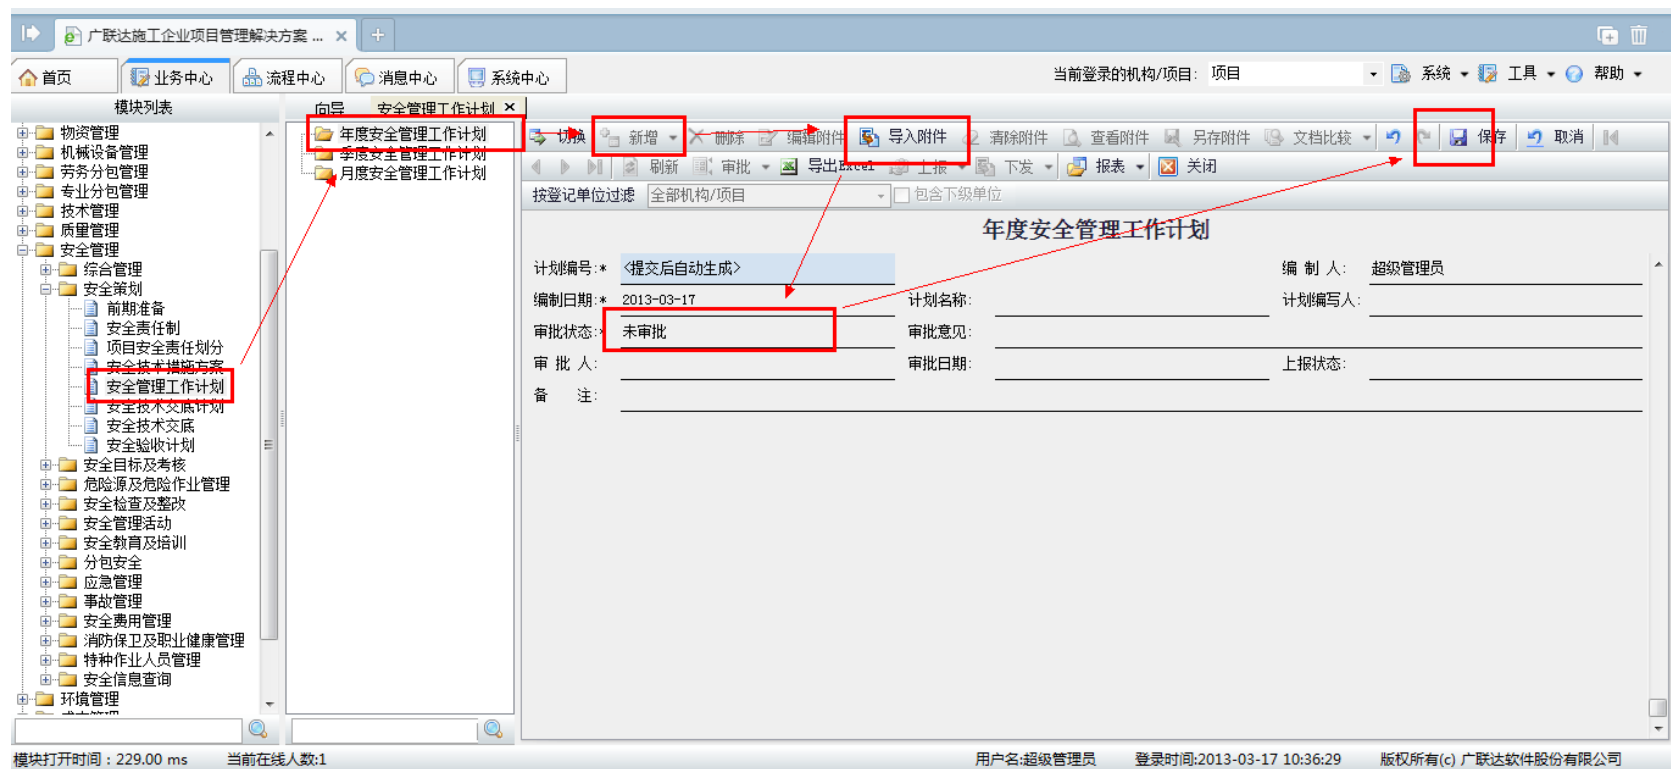 广联达施工企业项目管理解决方案 ...
首页 业务中心 流程中心 消息中心 系统中心 当前登录的机构/项目: 项目 系统 工具 帮助
模块列表 向导 安全管理工作计划
物资管理
机械设备管理
劳务分包管理
专业分包管理
技术管理
质量管理
安全管理
综合管理
安全策划
前期准备
安全责任制
项目安全责任划分
安全技术措施方案
安全管理工作计划
安全技术交底计划
安全技术交底
安全验收计划
安全目标及考核
危险源及危险作业管理
安全检查及整改
安全管理活动
安全教育及培训
分包安全
应急管理
事故管理
安全费用管理
消防保卫及职业健康管理
特种作业人员管理
安全信息查询
环境管理
年度安全管理工作计划
季度安全管理工作计划
月度安全管理工作计划
切换 新增 删除 编辑附件 导入附件 清除附件 查看附件 另存附件 文档比较 保存 取消
刷新 审批 导出Excel 上报 下发 报表 关闭
按登记单位过滤 全部机构/项目 包含下级单位
年度安全管理工作计划
计划编号:* <提交后自动生成> 编 制 人: 超级管理员
编制日期:* 2013-03-17 计划名称: 计划编写人:
审批状态:* 未审批 审批意见:
审 批 人: 审批日期: 上报状态:
备 注:
模块打开时间：229.00 ms 当前在线人数:1 用户名:超级管理员 登录时间:2013-03-17 10:36:29 版权所有(c) 广联达软件股份有限公司